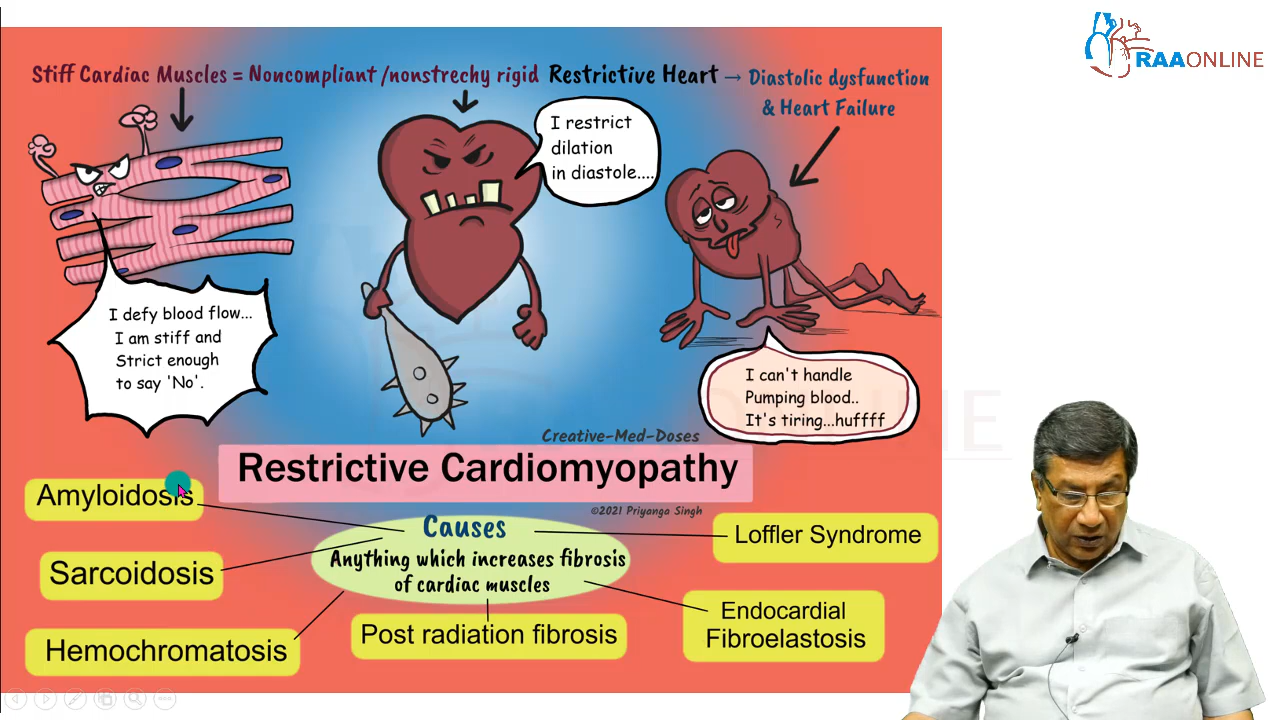 RAAONLINE
Stiff Cardiac Muscles = Noncompliant /nonstrechy rigid Restrictive Heart → Diastolic dysfunction
& Heart Failure
I restrict
dilation
in diastole....
I defy blood flow...
I am stiff and
Strict enough
to say 'No'.
I can't handle
Pumping blood..
It's tiring...huffff
Creative-Med-Doses
Restrictive Cardiomyopathy
©2021 Priyanga Singh
Amyloidosis
Sarcoidosis
Hemochromatosis
Causes
Anything which increases fibrosis
of cardiac muscles
Post radiation fibrosis
Loffler Syndrome
Endocardial
Fibroelastosis
ONLINE